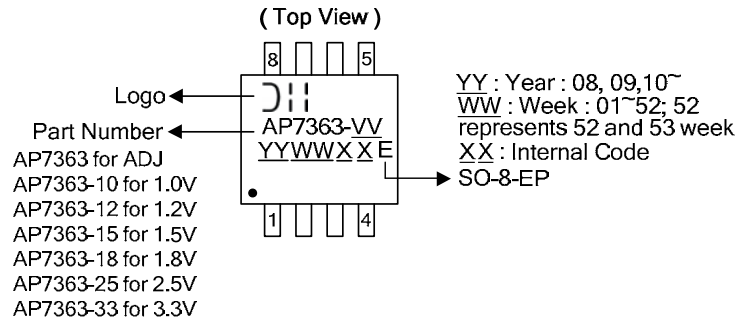 ( Top View )
8 5
Logo
Part Number
AP7363 for ADJ
AP7363-10 for 1.0V
AP7363-12 for 1.2V
AP7363-15 for 1.5V
AP7363-18 for 1.8V
AP7363-25 for 2.5V
AP7363-33 for 3.3V
AP7363-VV
YYWWXXE
1 4
YY : Year : 08, 09,10~
WW : Week : 01~52; 52
represents 52 and 53 week
XX : Internal Code
SO-8-EP